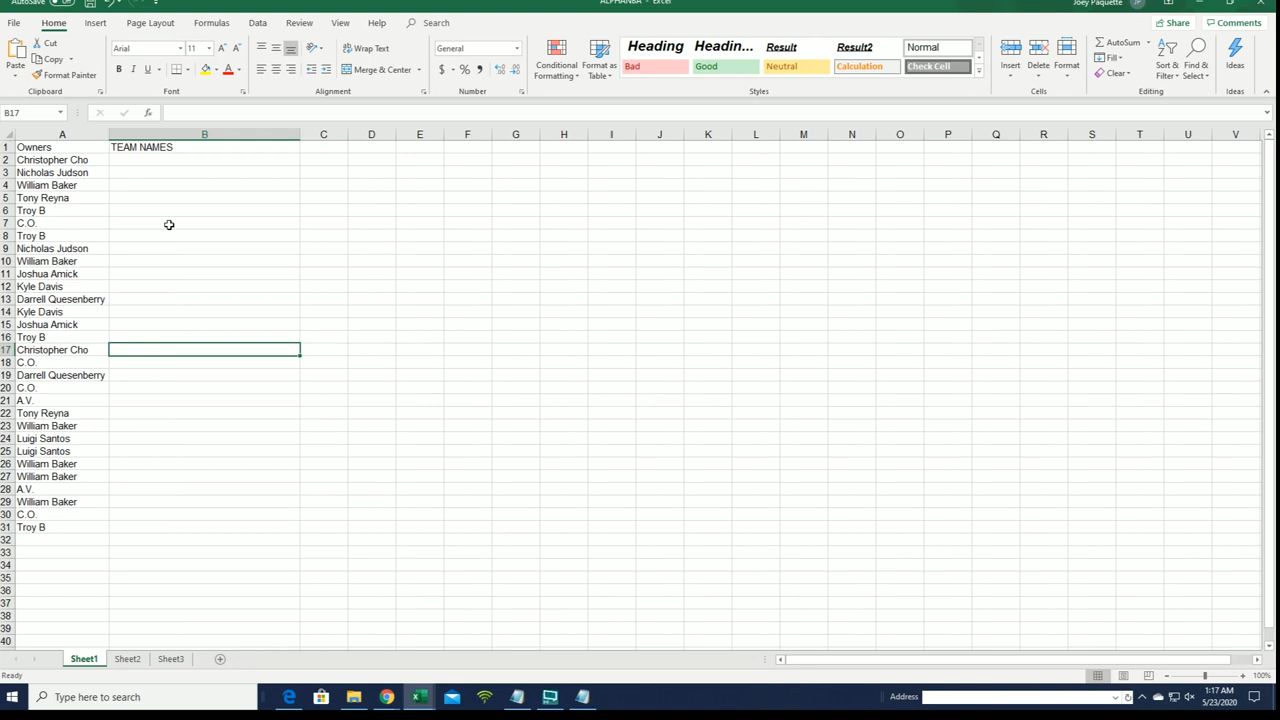 AutoSave Off ALPHANBA - Excel Joey Paquette JP
File Home Insert Page Layout Formulas Data Review View Help Search Share Comments
Paste Cut Copy Format Painter Clipboard
Arial 11 A A B I U A Font
Wrap Text Merge & Center Alignment
General $ % , Number
Conditional Formatting Format as Table
Heading Headin... Result Result2 Normal
Bad Good Neutral Calculation Check Cell
Styles
Insert Delete Format Cells
AutoSum Fill Clear Sort & Filter Find & Select Editing
Ideas Ideas
B17 fx
A B C D E F G H I J K L M N O P Q R S T U V
1 Owners TEAM NAMES
2 Christopher Cho
3 Nicholas Judson
4 William Baker
5 Tony Reyna
6 Troy B
7 C.O.
8 Troy B
9 Nicholas Judson
10 William Baker
11 Joshua Amick
12 Kyle Davis
13 Darrell Quesenberry
14 Kyle Davis
15 Joshua Amick
16 Troy B
17 Christopher Cho
18 C.O.
19 Darrell Quesenberry
20 C.O.
21 A.V.
22 Tony Reyna
23 William Baker
24 Luigi Santos
25 Luigi Santos
26 William Baker
27 William Baker
28 A.V.
29 William Baker
30 C.O.
31 Troy B
32
33
34
35
36
37
38
39
40
Sheet1 Sheet2 Sheet3
Ready 100%
Type here to search Address 1:17 AM
5/23/2020